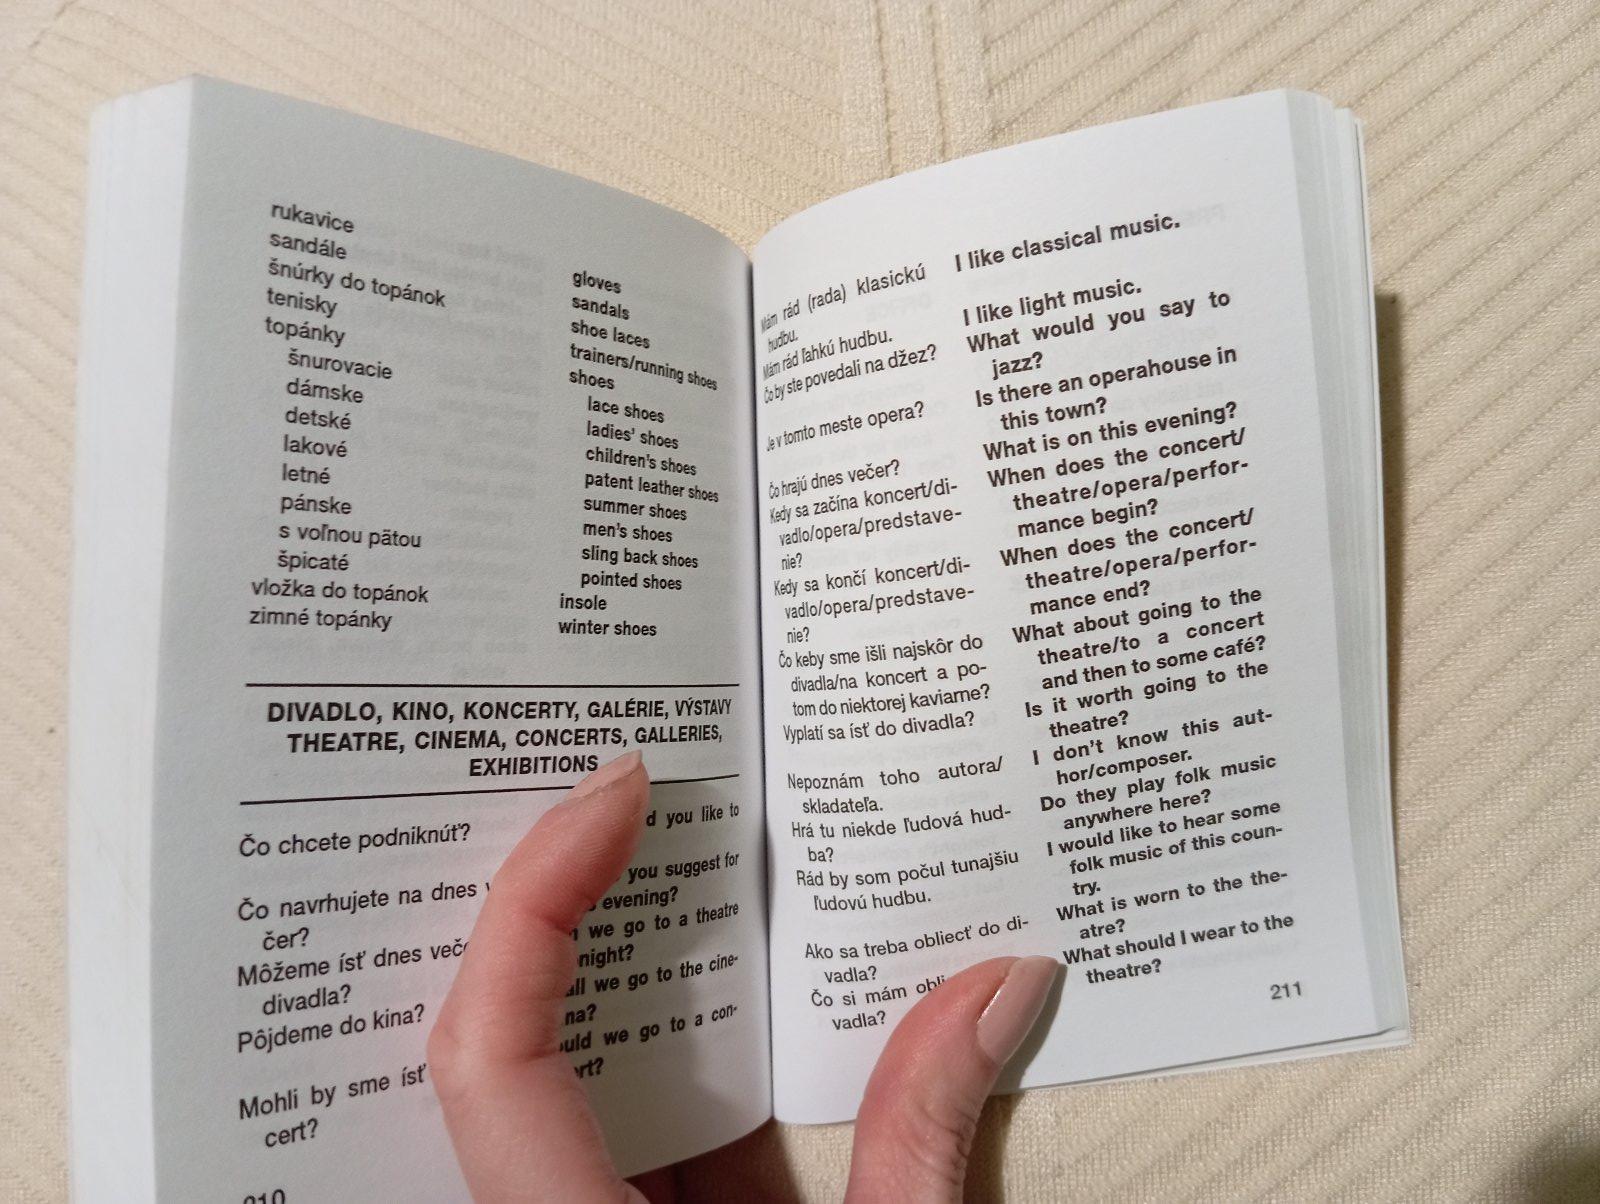 rukavice
sandále
šnúrky do topánok
tenisky
topánky
šnurovacie
dámske
detské
lakové
letné
pánske
s voľnou pätou
špicaté
vložka do topánok
zimné topánky
gloves
sandals
shoe laces
trainers/running shoes
shoes
lace shoes
ladies' shoes
children's shoes
patent leather shoes
summer shoes
men's shoes
sling back shoes
pointed shoes
insole
winter shoes
DIVADLO, KINO, KONCERTY, GALÉRIE, VÝSTAVY
THEATRE, CINEMA, CONCERTS, GALLERIES,
EXHIBITIONS
Čo chcete podniknúť?
Čo navrhujete na dnes
čer?
Môžeme ísť dnes
divadla?
Pôjdeme do kina?
Mohli by sme ísť
cert?
you like to
you suggest for
evening?
we go to a theatre
we go to the cine-
we go to a con-
210
Mám rád (rada) klasickú
hudbu.
Mám rád ľahkú hudbu.
Čo by ste povedali na džez?
Je v tomto meste opera?
Čo hrajú dnes večer?
Kedy sa začína koncert/di-
vadlo/opera/predstave-
nie?
Kedy sa končí koncert/di-
vadlo/opera/predstave-
nie?
Čo keby sme išli najskôr do
divadla/na koncert a po-
tom do niektorej kaviarne?
Vyplatí sa ísť do divadla?
Nepoznám toho autora/
skladateľa.
Hrá tu niekde ľudová hud-
ba?
Rád by som počul tunajšiu
ľudovú hudbu.
Ako sa treba obliecť do di-
vadla?
Čo si mám
vadla?
I like classical music.
I like light music.
What would you say to
jazz?
Is there an operahouse in
this town?
What is on this evening?
When does the concert/
theatre/opera/perfor-
mance begin?
When does the concert/
theatre/opera/perfor-
mance end?
What about going to the
theatre/to a concert
and then to some café?
Is it worth going to the
theatre?
I don't know this aut-
hor/composer.
Do they play folk music
anywhere here?
I would like to hear some
folk music of this coun-
try.
What is worn to the the-
atre?
What should I wear to the
theatre?
211